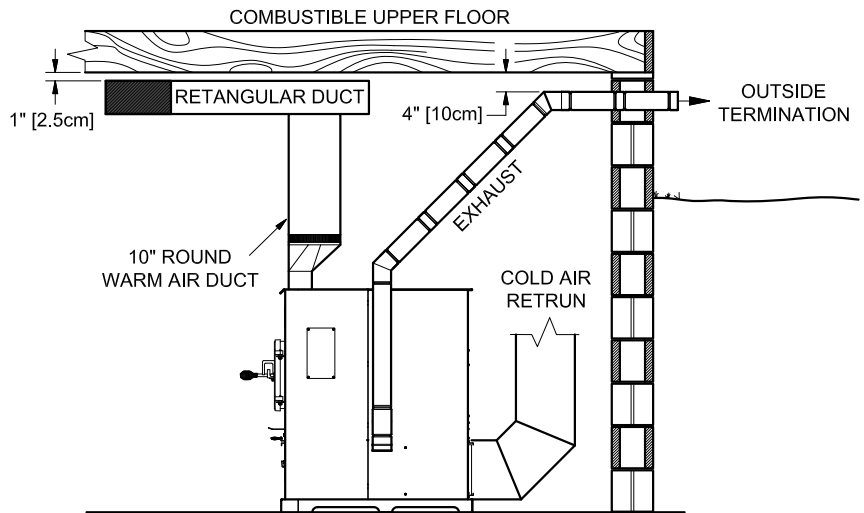 COMBUSTIBLE UPPER FLOOR
RETANGULAR DUCT
1" [2.5cm]
4" [10cm]
OUTSIDE
TERMINATION
EXHAUST
10" ROUND
WARM AIR DUCT
COLD AIR
RETRUN